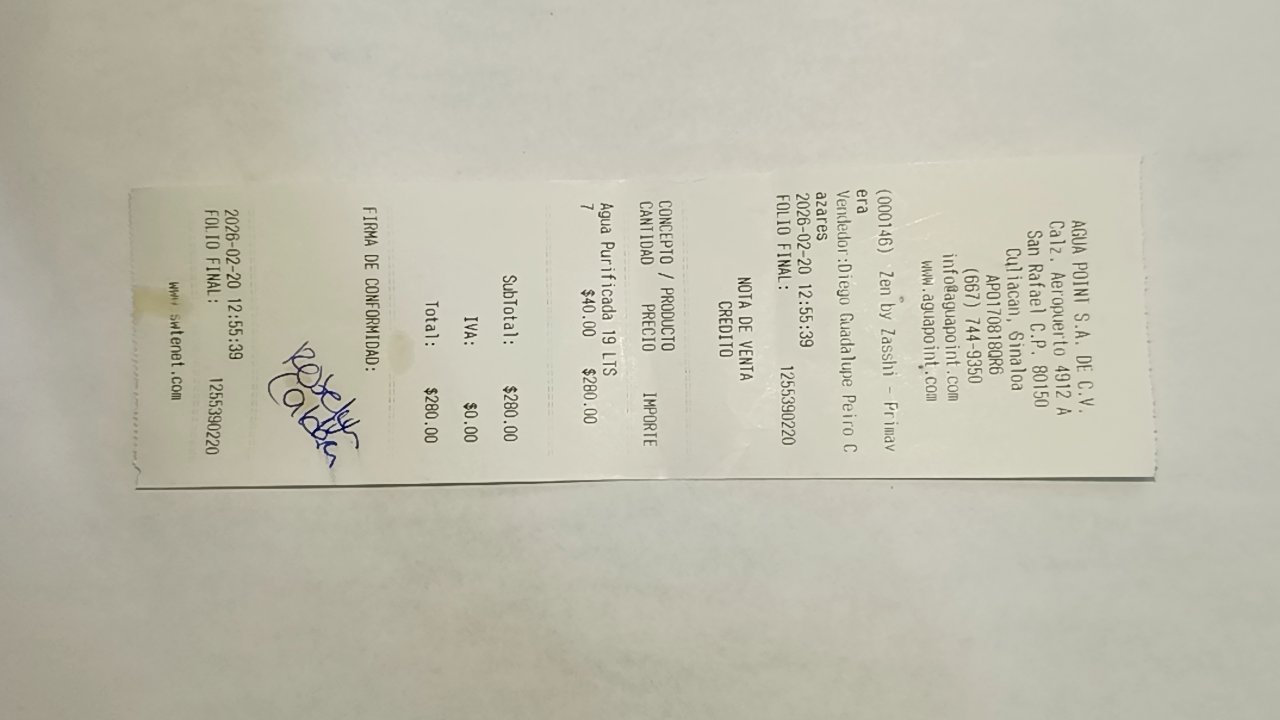 AGUA POINT S.A. DE C.V.
Calz. Aeropuerto 4912 A
San Rafael C.P. 80150
Culiacan, Sinaloa
APO170818QR6
(667) 744-9350
info@aguapoint.com
www.aguapoint.com
(000146) Zen by Zasshi - Primav
era
Vendedor:Diego Guadalupe Peiro C
azares
2026-02-20 12:55:39
FOLIO FINAL: 1255390220
NOTA DE VENTA
CREDITO
CONCEPTO / PRODUCTO
CANTIDAD PRECIO IMPORTE
Agua Purificada 19 LTS
7 $40.00 $280.00
SubTotal: $280.00
IVA: $0.00
Total: $280.00
FIRMA DE CONFORMIDAD:
2026-02-20 12:55:39
FOLIO FINAL: 1255390220
www.swtenet.com